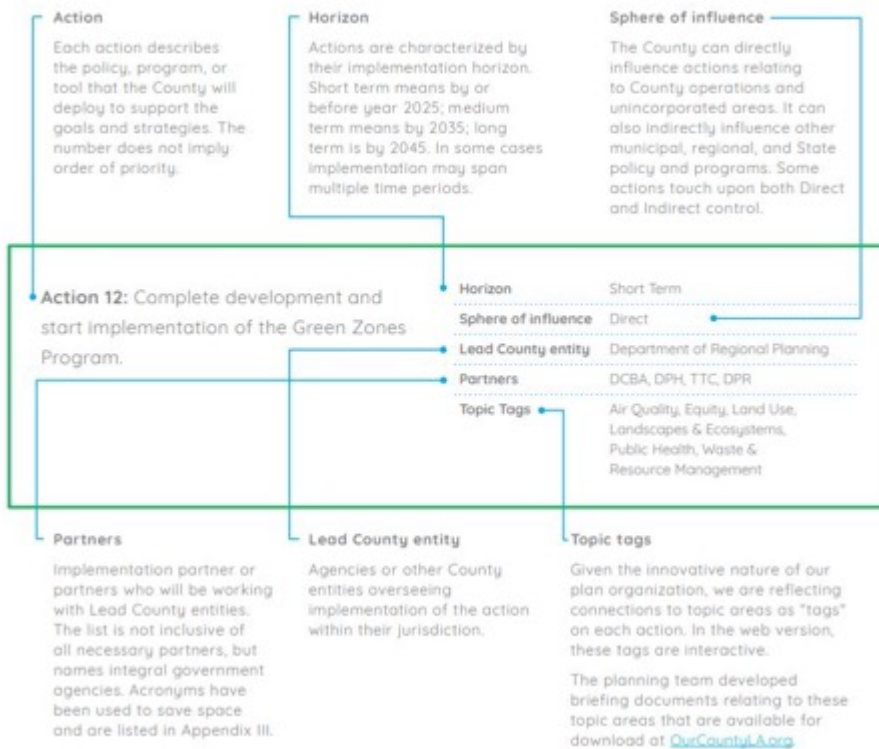 Action
Each action describes
the policy, program, or
tool that the County will
deploy to support the
goals and strategies. The
number does not imply
order of priority.
Horizon
Actions are characterized by
their implementation horizon.
Short term means by or
before year 2025; medium
term means by 2035; long
term is by 2045. In some cases
implementation may span
multiple time periods.
Sphere of influence
The County can directly
influence actions relating
to County operations and
unincorporated areas. It can
also indirectly influence other
municipal, regional, and State
policy and programs. Some
actions touch upon both Direct
and Indirect control.
Action 12: Complete development and
start implementation of the Green Zones
Program.
Horizon Short Term
Sphere of influence Direct
Lead County entity Department of Regional Planning
Partners DCBA, DPH, TTC, DPR
Topic Tags Air Quality, Equity, Land Use,
Landscapes & Ecosystems,
Public Health, Waste &
Resource Management
Partners
Implementation partner or
partners who will be working
with Lead County entities.
The list is not inclusive of
all necessary partners, but
names integral government
agencies. Acronyms have
been used to save space
and are listed in Appendix III.
Lead County entity
Agencies or other County
entities overseeing
implementation of the action
within their jurisdiction.
Topic tags
Given the innovative nature of our
plan organization, we are reflecting
connections to topic areas as "tags"
on each action. In the web version,
these tags are interactive.
The planning team developed
briefing documents relating to these
topic areas that are available for
download at OurCountyLA.org.